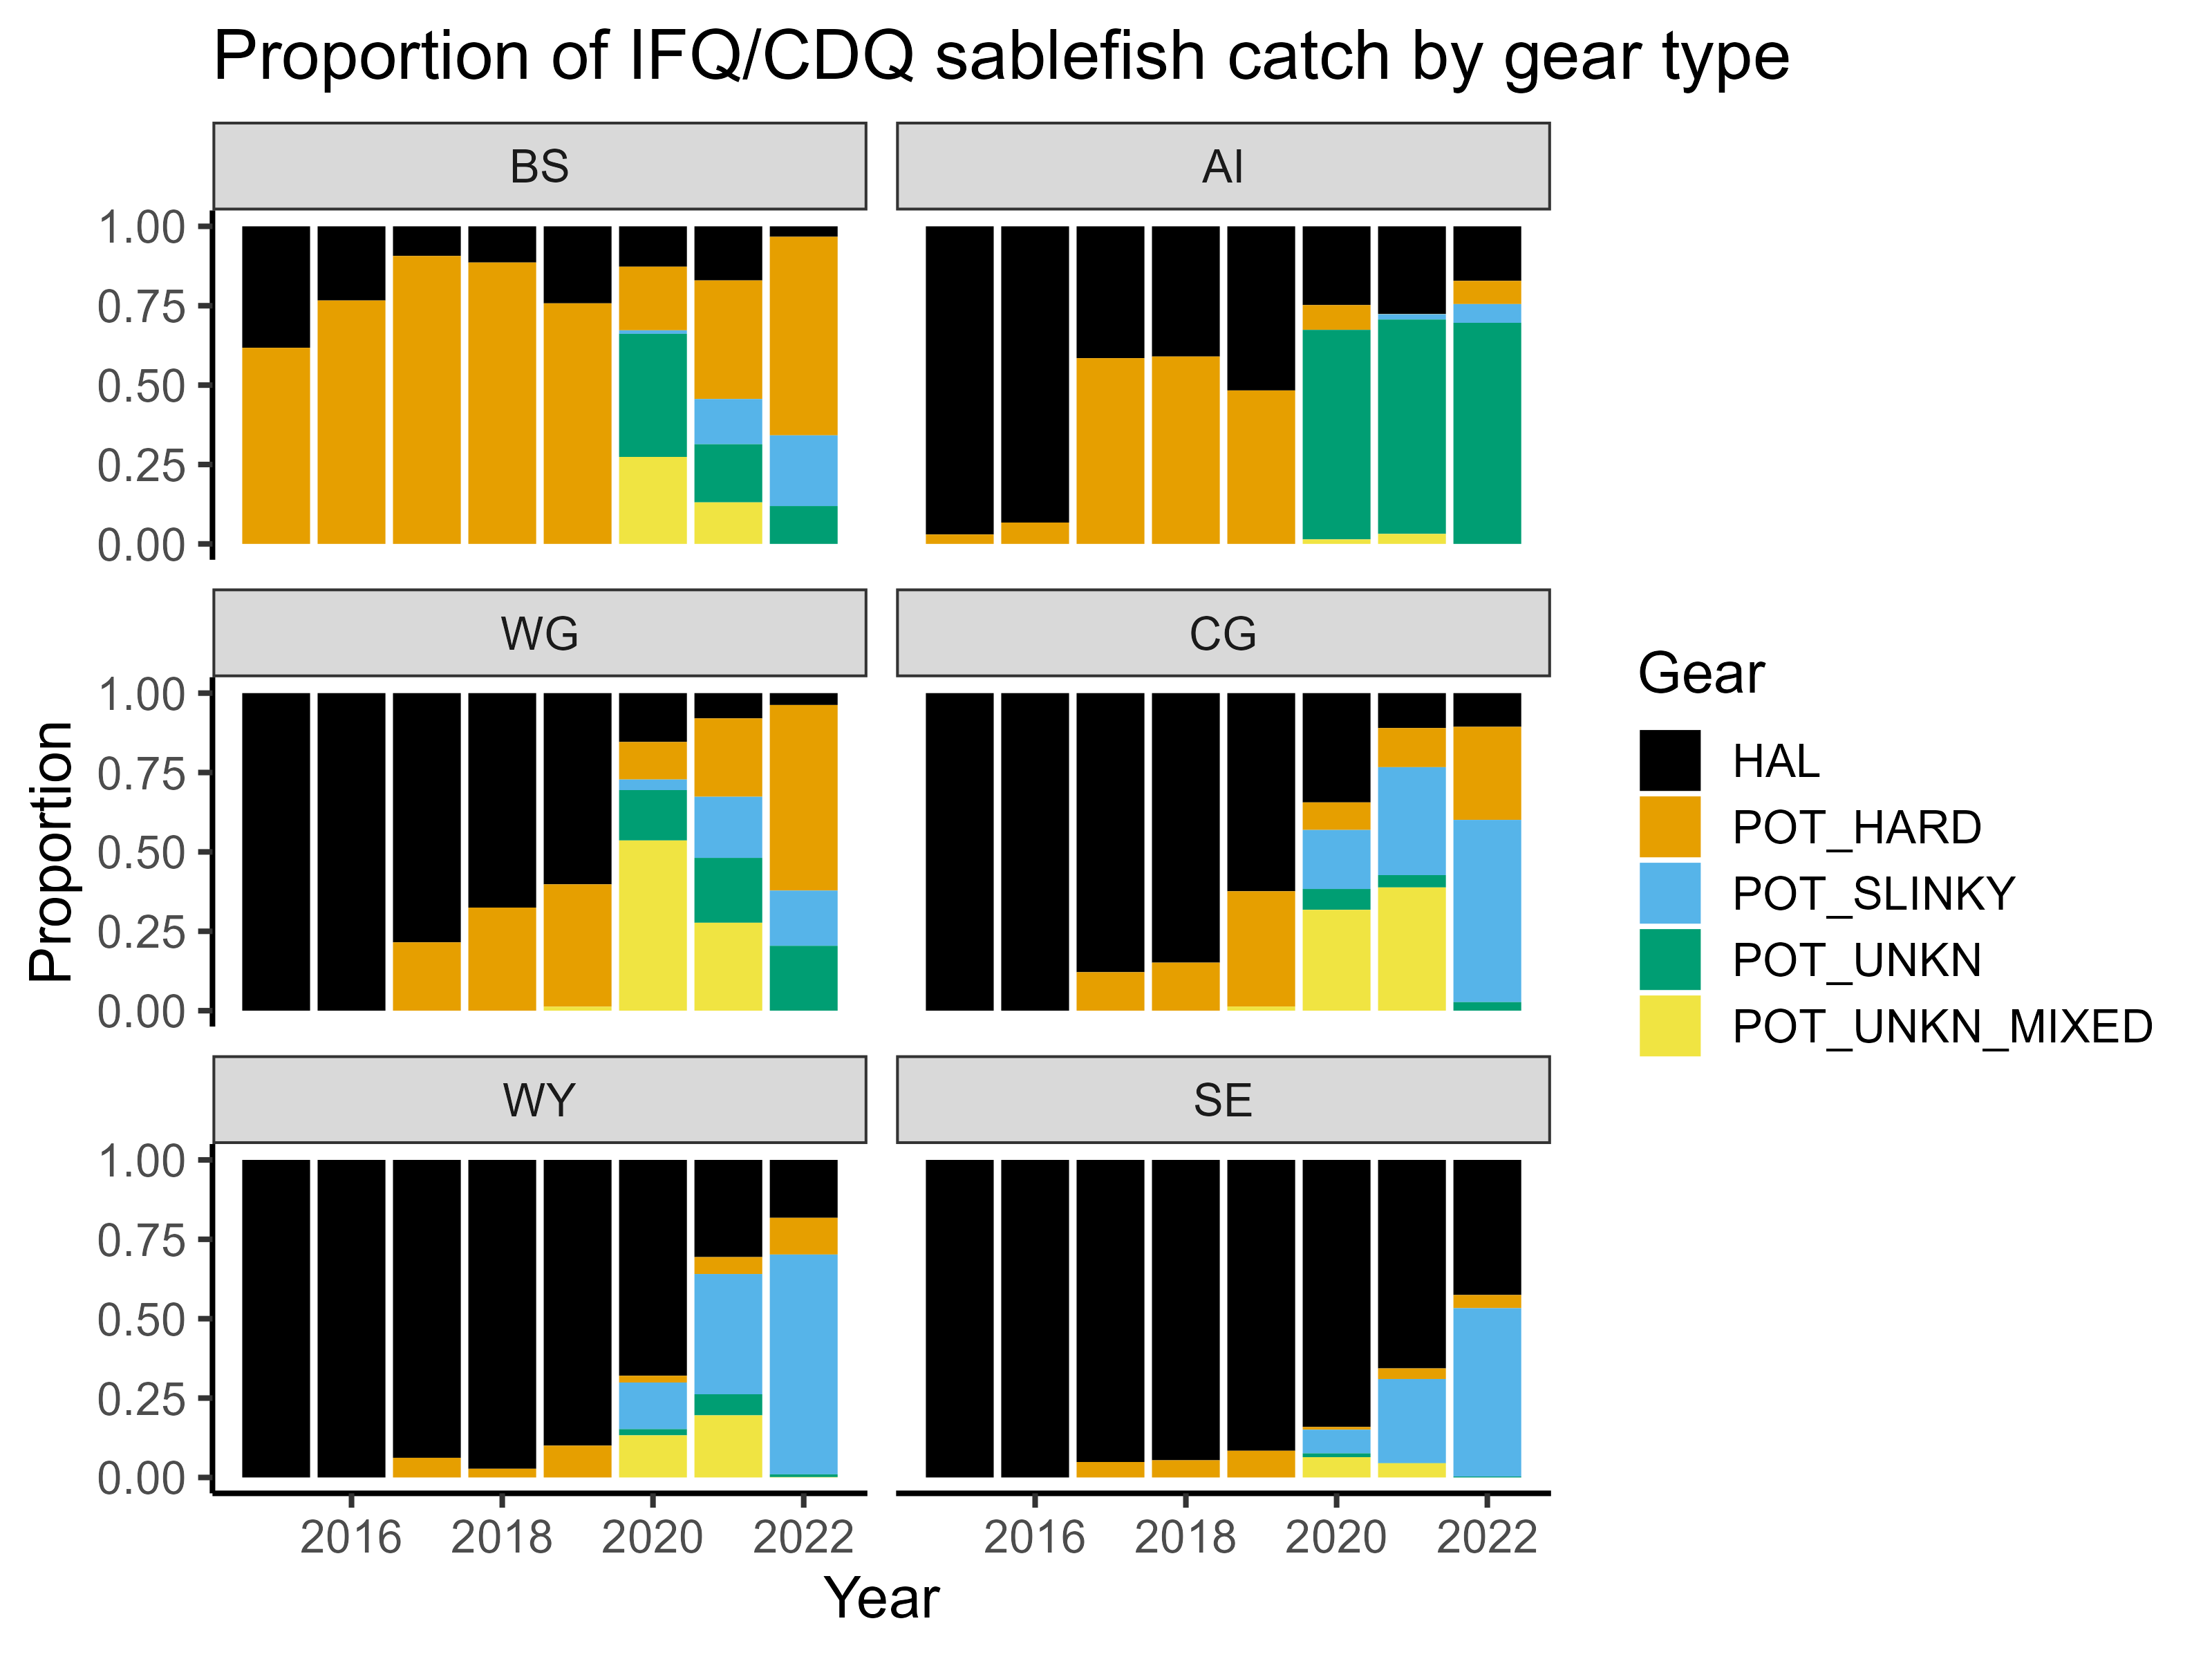 Proportion of IFQ/CDQ sablefish catch by gear type
BS
AI
1.00
0.75
0.50
0.25
0.00
WG
CG
1.00
0.75
0.50
0.25
0.00
WY
SE
1.00
0.75
0.50
0.25
0.00
2016 2018 2020 2022
2016 2018 2020 2022
Year
Proportion
Gear
HAL
POT_HARD
POT_SLINKY
POT_UNKN
POT_UNKN_MIXED